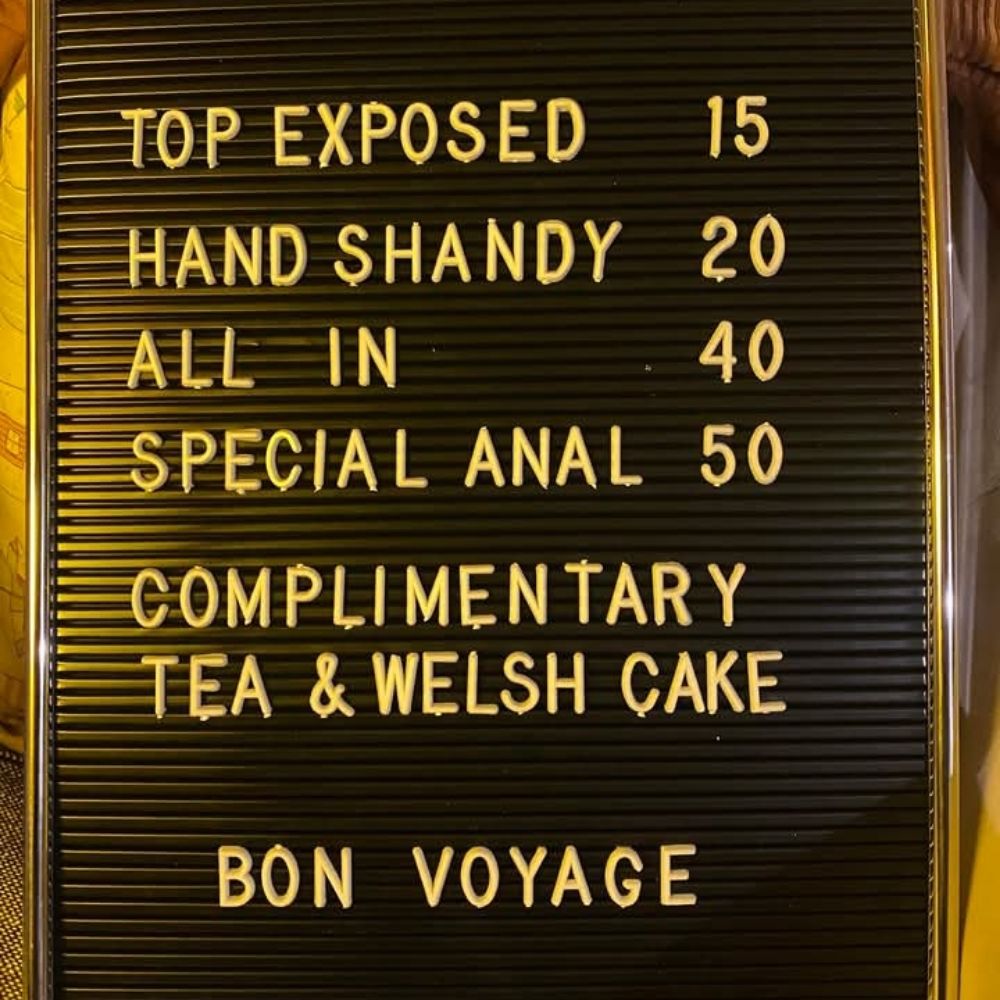 TOP EXPOSED 15
HAND SHANDY 20
ALL IN 40
SPECIAL ANAL 50
COMPLIMENTARY
TEA & WELSH CAKE
BON VOYAGE